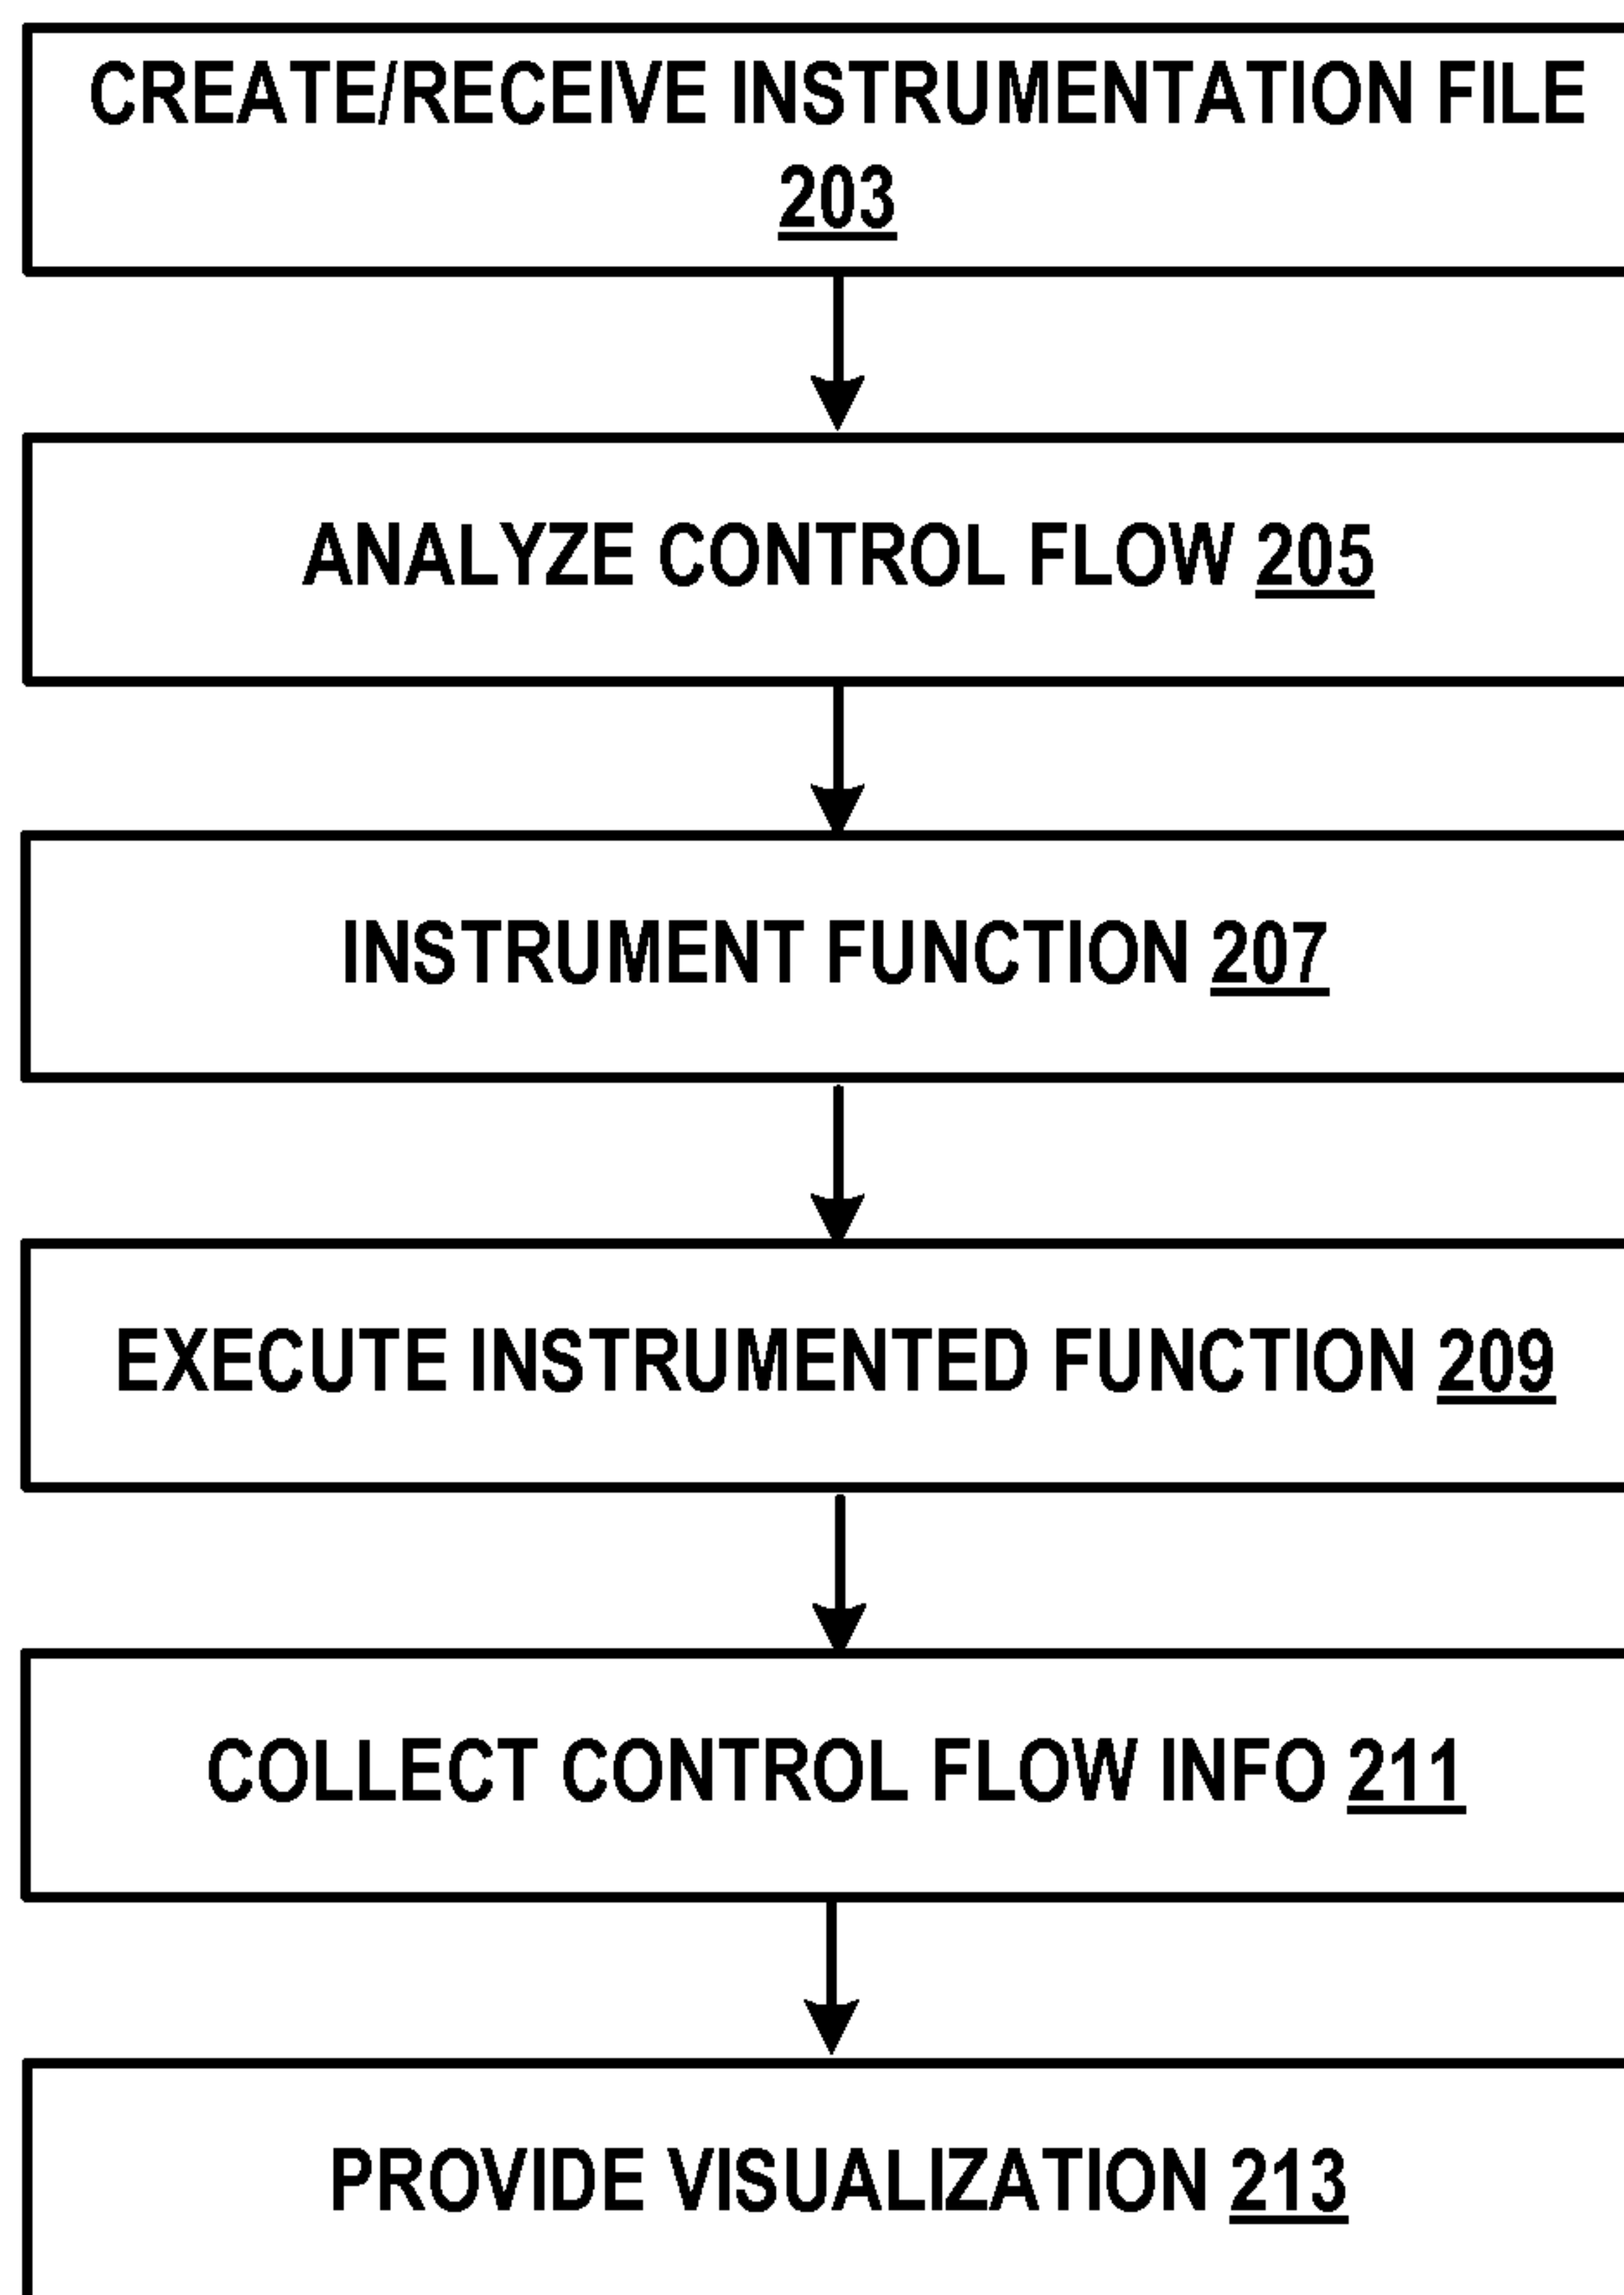 CREATE/RECEIVE INSTRUMENTATION FILE
203
ANALYZE CONTROL FLOW 205
INSTRUMENT FUNCTION 207
EXECUTE INSTRUMENTED FUNCTION 209
COLLECT CONTROL FLOW INFO 211
PROVIDE VISUALIZATION 213